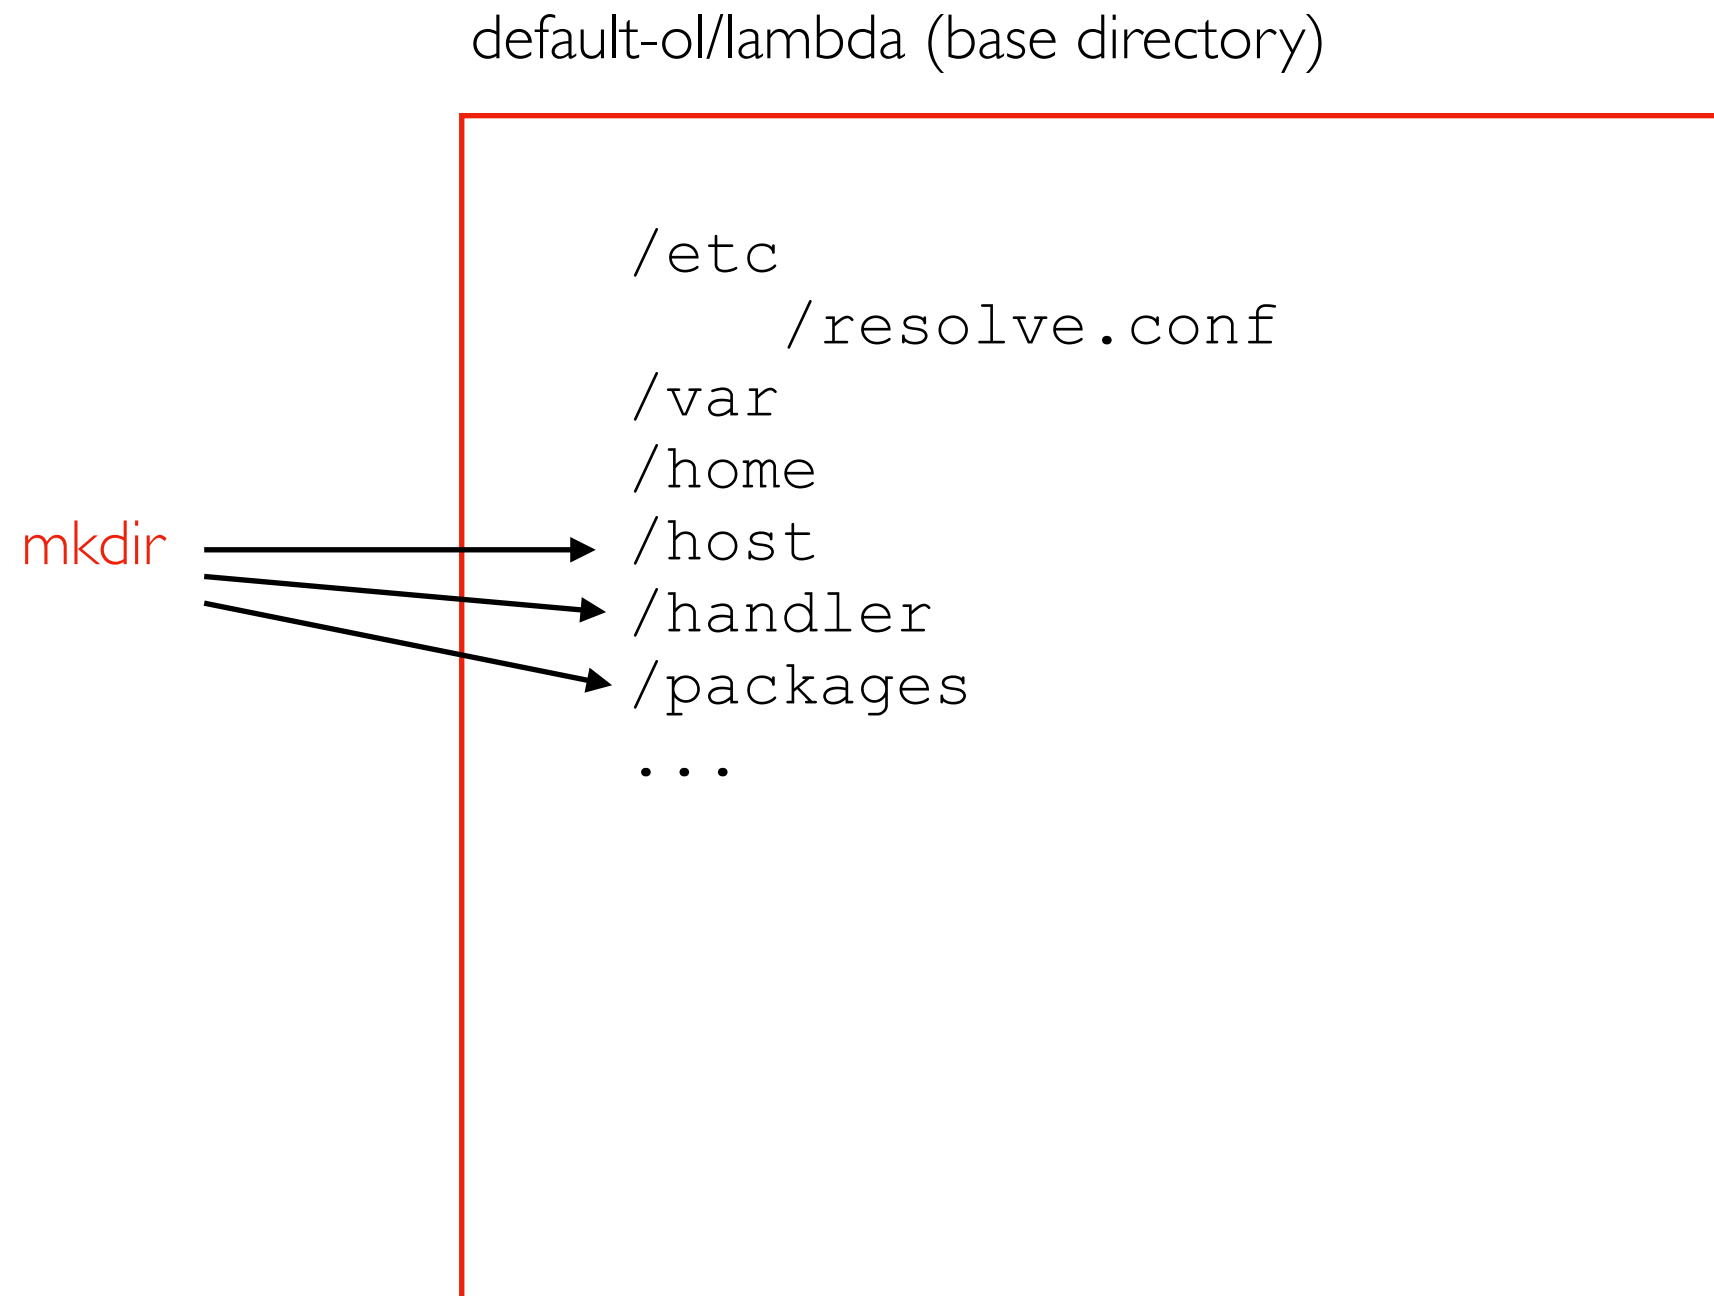 default-ol/lambda (base directory)
/etc
/resolve.conf
/var
/home
mkdir
/host
/handler
/packages
...